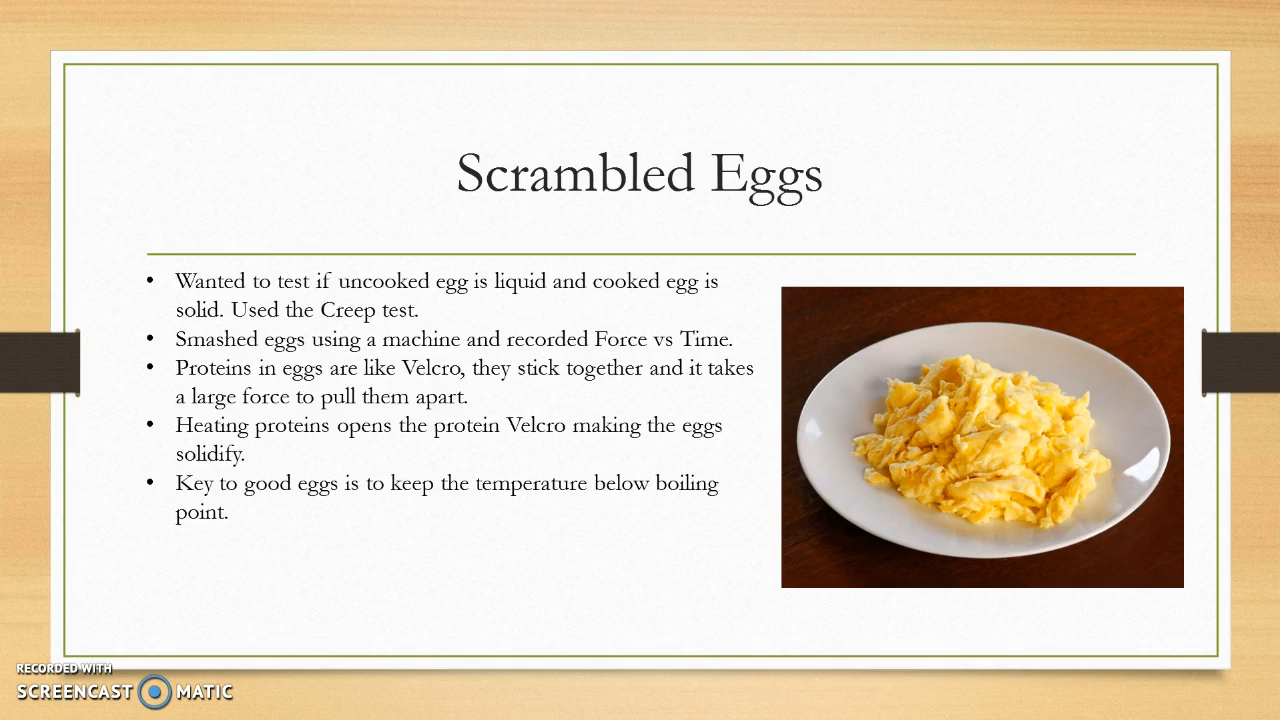 Scrambled Eggs
• Wanted to test if uncooked egg is liquid and cooked egg is
solid. Used the Creep test.
• Smashed eggs using a machine and recorded Force vs Time.
• Proteins in eggs are like Velcro, they stick together and it takes
a large force to pull them apart.
• Heating proteins opens the protein Velcro making the eggs
solidify.
• Key to good eggs is to keep the temperature below boiling
point.
RECORDED WITH
SCREENCAST MATIC